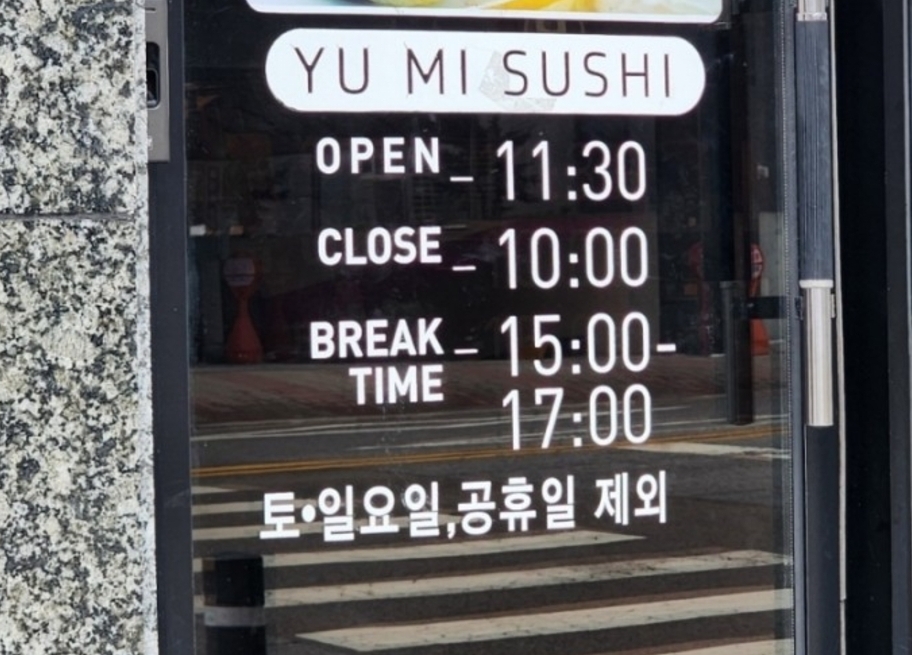 YU MI SUSHI
OPEN – 11:30
CLOSE – 10:00
BREAK TIME – 15:00-
17:00
토•일요일,공휴일 제외